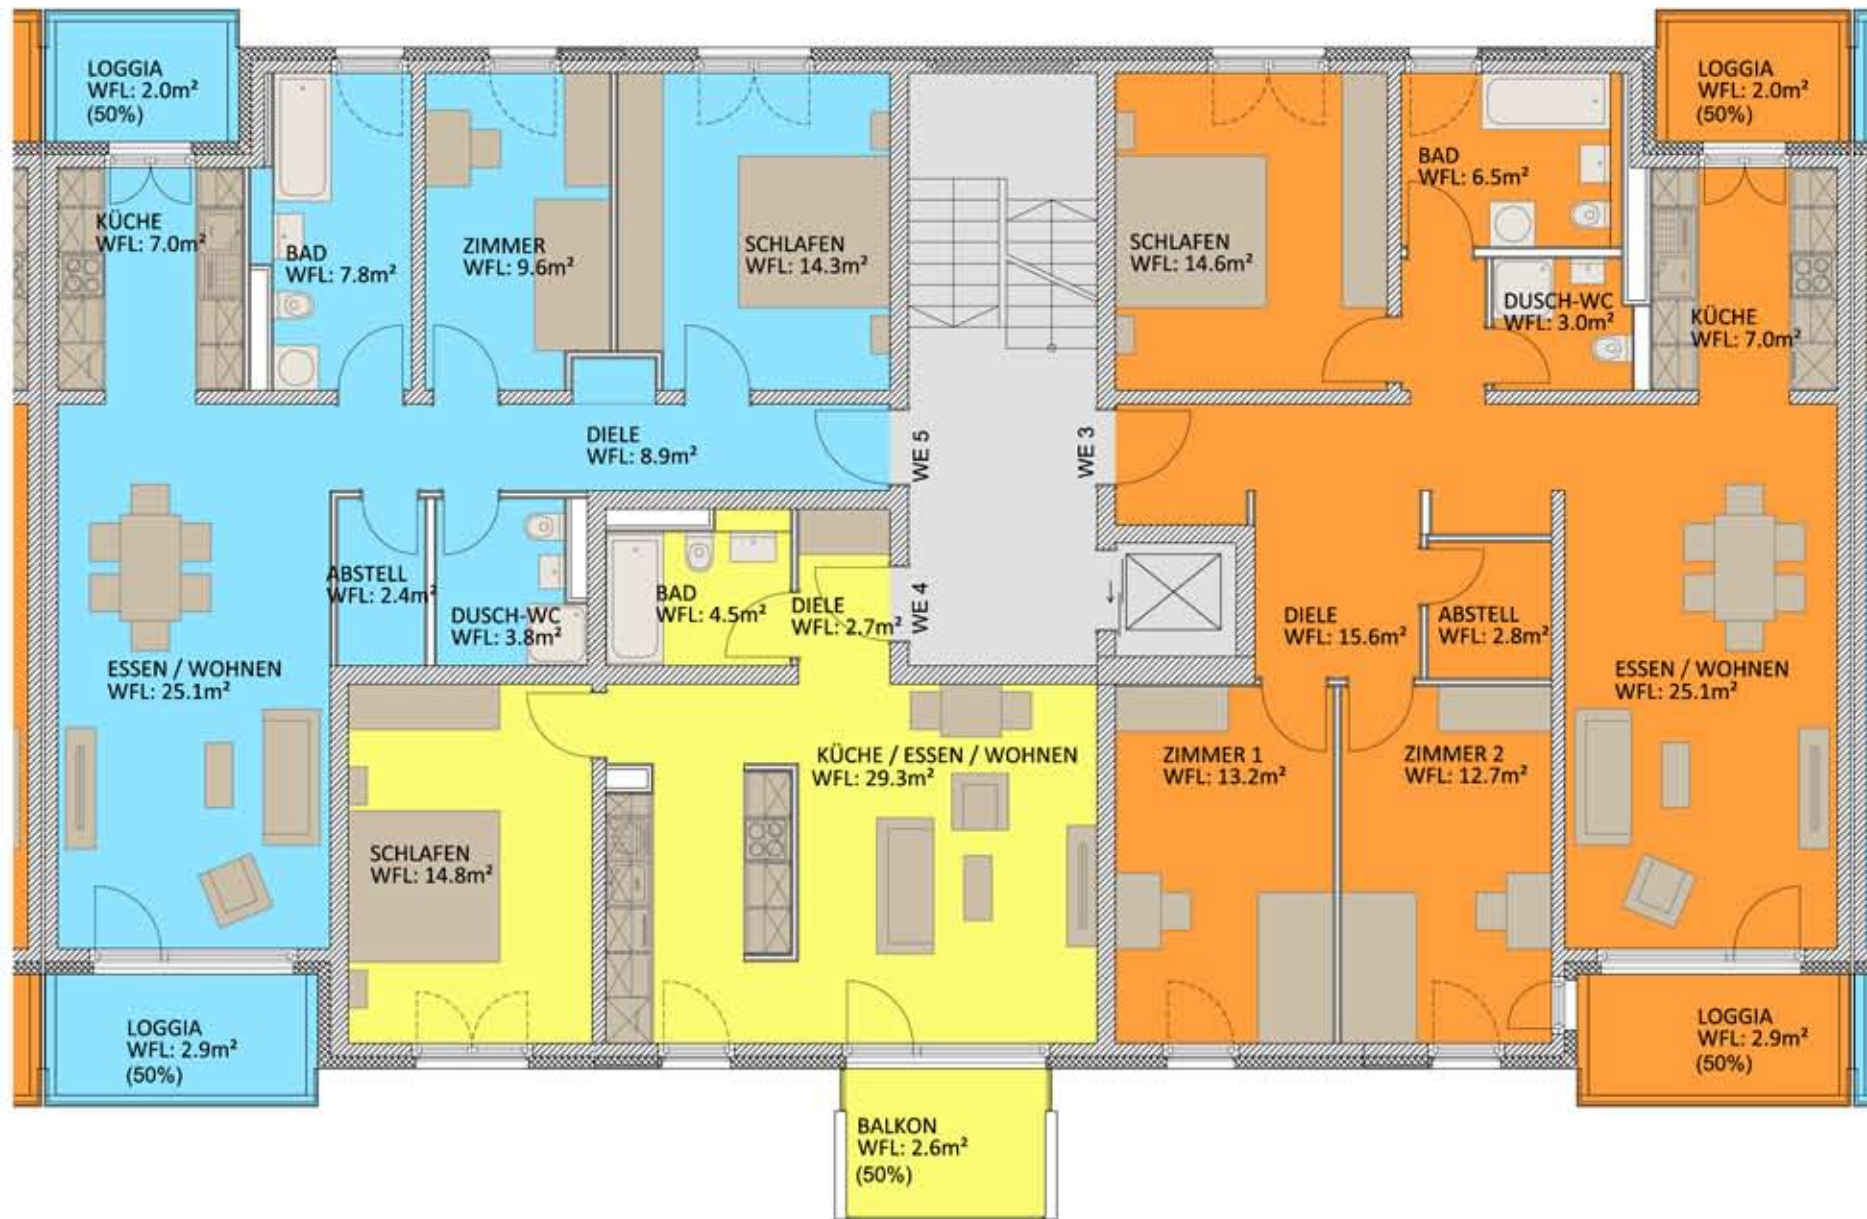 LOGGIA
WFL: 2.0m²
(50%)
KÜCHE
WFL: 7.0m²
BAD
WFL: 7.8m²
ZIMMER
WFL: 9.6m²
SCHLAFEN
WFL: 14.3m²
DIELE
WFL: 8.9m²
WE 5
ESSEN / WOHNEN
WFL: 25.1m²
ABSTELL
WFL: 2.4m²
DUSCH-WC
WFL: 3.8m²
LOGGIA
WFL: 2.9m²
(50%)
BAD
WFL: 4.5m²
DIELE
WFL: 2.7m²
WE 4
SCHLAFEN
WFL: 14.8m²
KÜCHE / ESSEN / WOHNEN
WFL: 29.3m²
BALKON
WFL: 2.6m²
(50%)
WE 3
SCHLAFEN
WFL: 14.6m²
BAD
WFL: 6.5m²
DUSCH-WC
WFL: 3.0m²
LOGGIA
WFL: 2.0m²
(50%)
KÜCHE
WFL: 7.0m²
DIELE
WFL: 15.6m²
ABSTELL
WFL: 2.8m²
ESSEN / WOHNEN
WFL: 25.1m²
ZIMMER 1
WFL: 13.2m²
ZIMMER 2
WFL: 12.7m²
LOGGIA
WFL: 2.9m²
(50%)